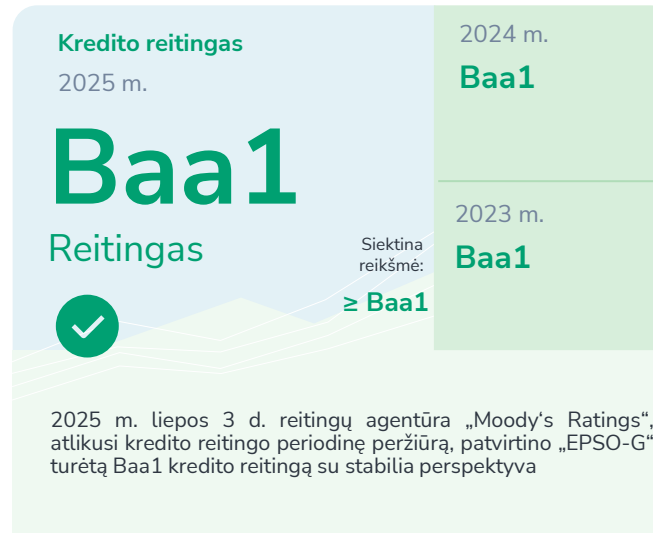 Kredito reitingas
2025 m.
Baa1
Reitingas
Siektina
reikšmė:
≥ Baa1
2024 m.
Baa1
2023 m.
Baa1
2025 m. liepos 3 d. reitingų agentūra „Moody‘s Ratings“,
atlikusi kredito reitingo periodinę peržiūrą, patvirtino „EPSO-G“
turėtą Baa1 kredito reitingą su stabilia perspektyva